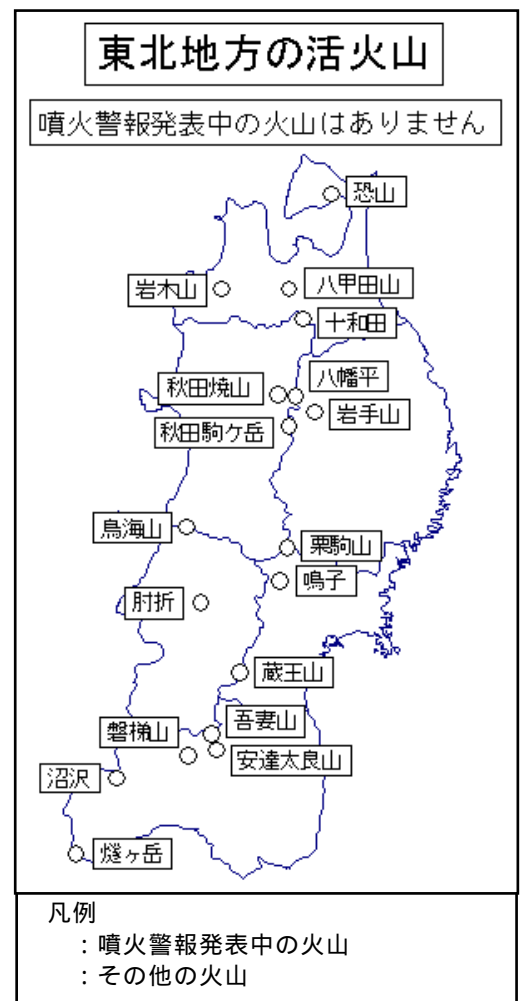 東北地方の活火山
噴火警報発表中の火山はありません
恐山
岩木山
八甲田山
十和田
八幡平
秋田焼山
岩手山
秋田駒ケ岳
鳥海山
栗駒山
鳴子
肘折
蔵王山
吾妻山
磐梯山
安達太良山
沼沢
燧ヶ岳
凡例
：噴火警報発表中の火山
：その他の火山